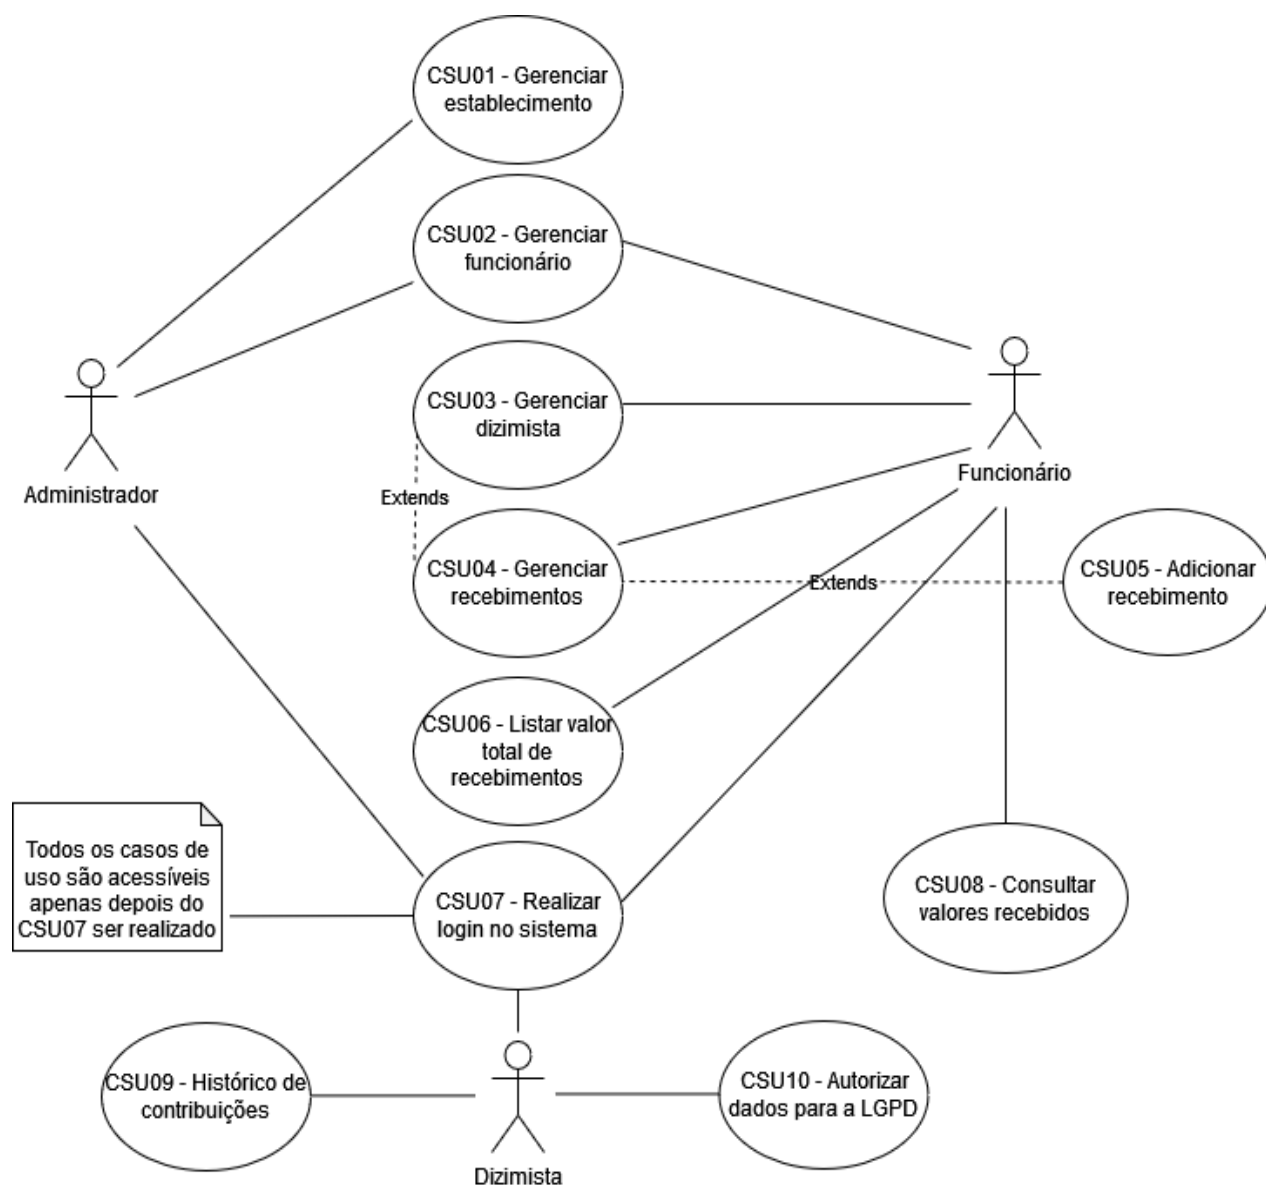 CSU01 - Gerenciar
establecimento
CSU02 - Gerenciar
funcionário
CSU03 - Gerenciar
dizimista
Administrador
Funcionário
Extends
CSU04 - Gerenciar
recebimentos
Extends
CSU05 - Adicionar
recebimento
CSU06 - Listar valor
total de
recebimentos
Todos os casos de
uso são acessíveis
apenas depois do
CSU07 ser realizado
CSU07 - Realizar
login no sistema
CSU08 - Consultar
valores recebidos
CSU09 - Histórico de
contribuições
CSU10 - Autorizar
dados para a LGPD
Dizimista